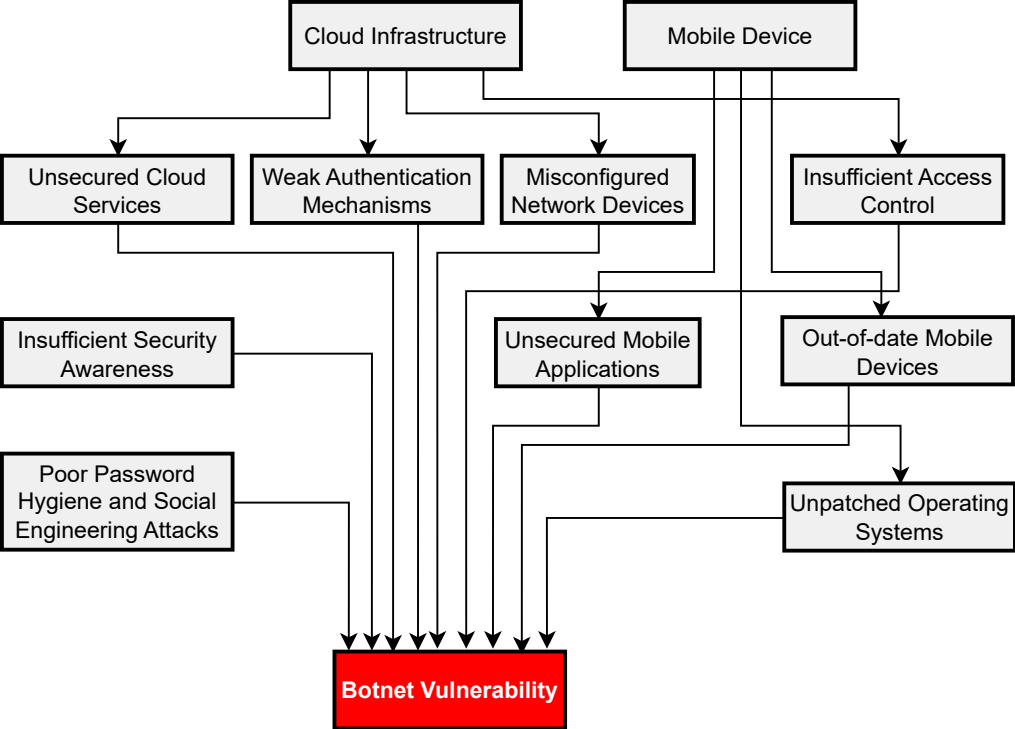 Cloud Infrastructure
Mobile Device
Unsecured Cloud
Services
Weak Authentication
Mechanisms
Misconfigured
Network Devices
Insufficient Access
Control
Insufficient Security
Awareness
Unsecured Mobile
Applications
Out-of-date Mobile
Devices
Poor Password
Hygiene and Social
Engineering Attacks
Unpatched Operating
Systems
Botnet Vulnerability